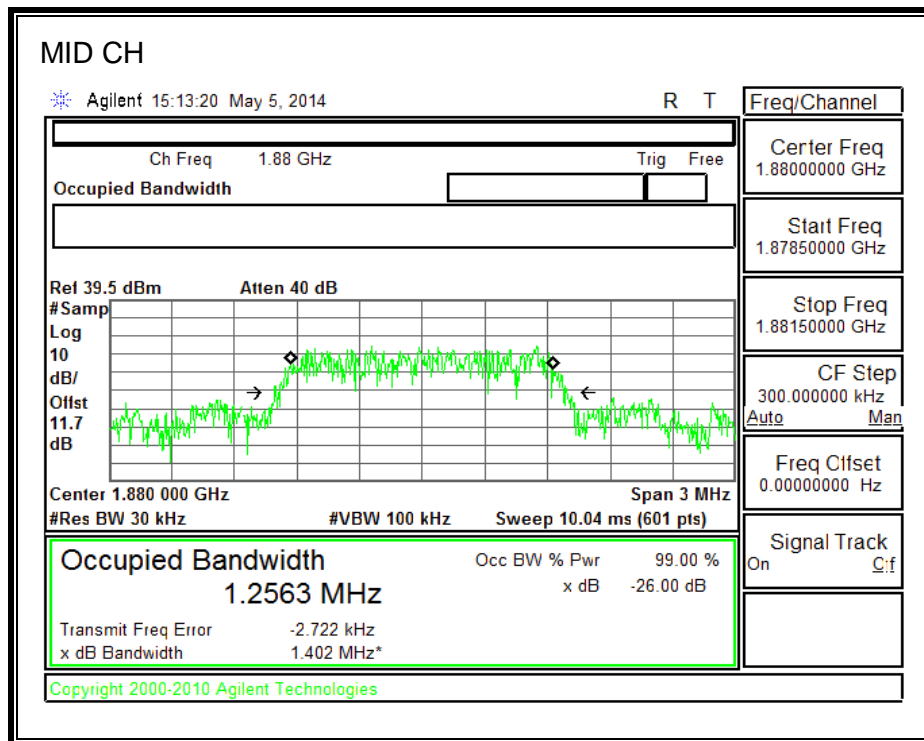 MID CH
Agilent 15:13:20 May 5, 2014 R T
Freq/Channel
Ch Freq 1.88 GHz Trig Free
Occupied Bandwidth
Center Freq
1.88000000 GHz
Start Freq
1.87850000 GHz
Stop Freq
1.88150000 GHz
CF Step
300.000000 kHz
Auto Man
Freq Offset
0.00000000 Hz
Signal Track
On Off
Ref 39.5 dBm Atten 40 dB
#Samp
Log
10
dB/
Offst
11.7
dB
Center 1.880 000 GHz Span 3 MHz
#Res BW 30 kHz #VBW 100 kHz Sweep 10.04 ms (601 pts)
Occupied Bandwidth Occ BW % Pwr 99.00 %
1.2563 MHz x dB -26.00 dB
Transmit Freq Error -2.722 kHz
x dB Bandwidth 1.402 MHz*
Copyright 2000-2010 Agilent Technologies